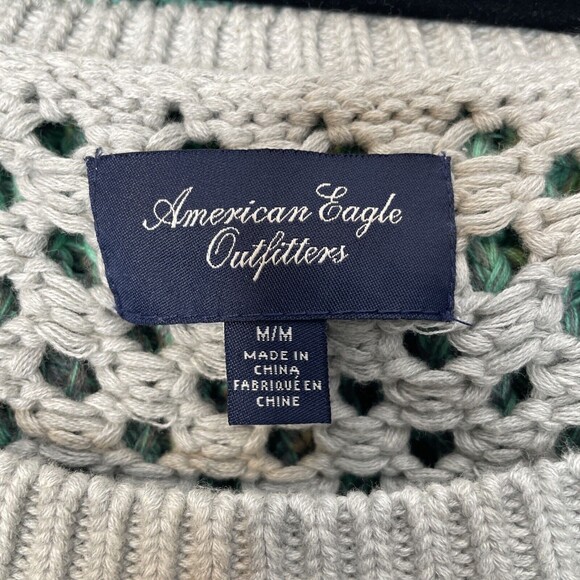 American Eagle
Outfitters
M/M
MADE IN
CHINA
FABRIQUÉ EN
CHINE